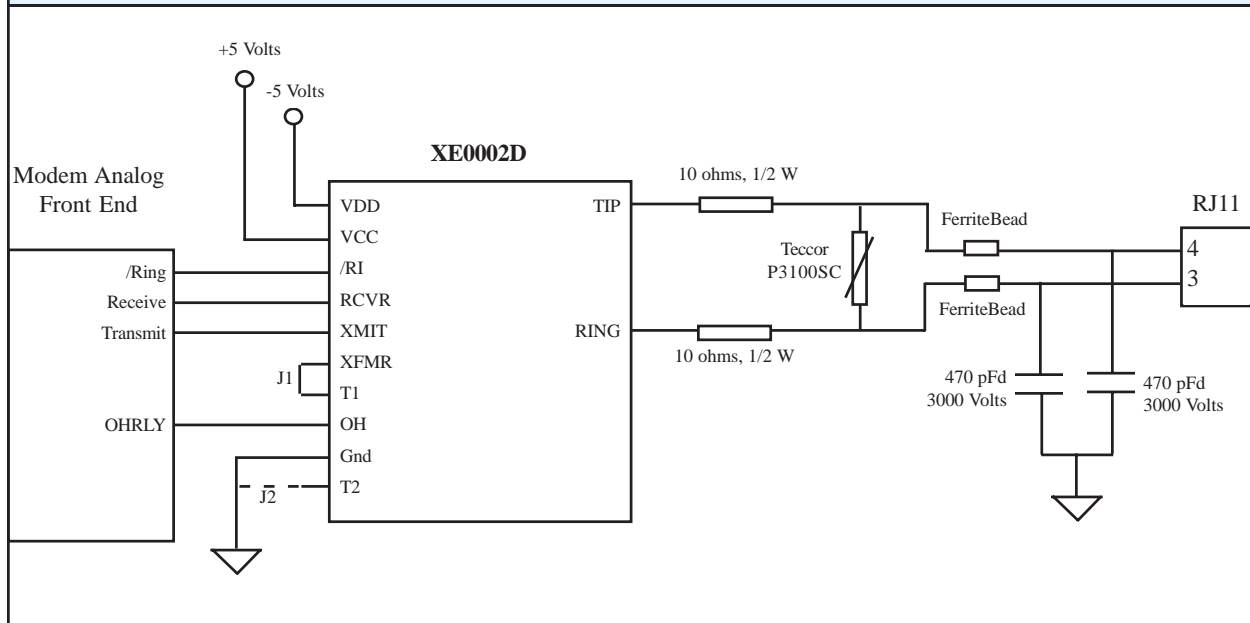 +5 Volts
-5 Volts
XE0002D
Modem Analog
Front End
/Ring
Receive
Transmit
OHRLY
VDD
VCC
/RI
RCVR
XMIT
XFMR
T1
OH
Gnd
T2
J1
J2
TIP
RING
10 ohms, 1/2 W
10 ohms, 1/2 W
Teccor
P3100SC
FerriteBead
FerriteBead
RJ11
4
3
470 pFd
3000 Volts
470 pFd
3000 Volts